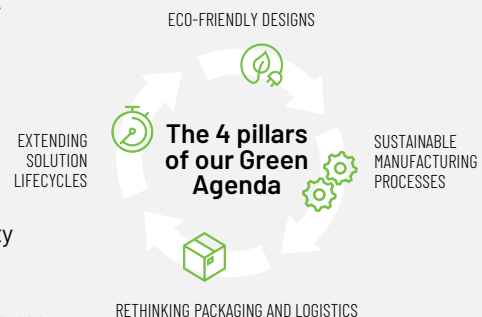 ECO-FRIENDLY DESIGNS
The 4 pillars
of our Green
Agenda
SUSTAINABLE
MANUFACTURING
PROCESSES
RETHINKING PACKAGING AND LOGISTICS
EXTENDING
SOLUTION
LIFECYCLES